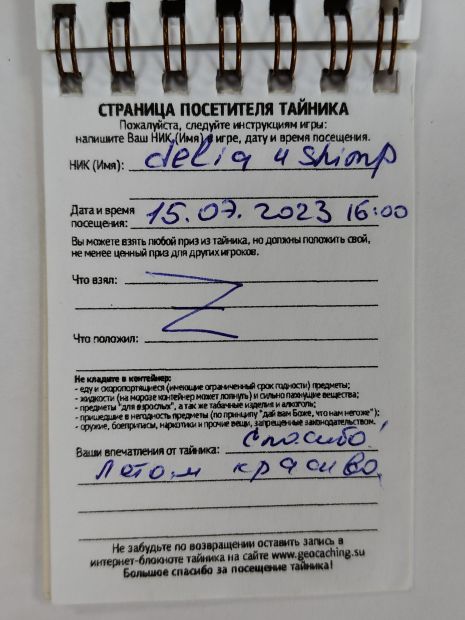 СТРАНИЦА ПОСЕТИТЕЛЯ ТАЙНИКА
Пожалуйста, следуйте инструкциям игры:
напишите Ваш НИК (Имя) в игре, дату и время посещения.
НИК (Имя): delia и shimp
Дата и время
посещения: 15.07.2023 16:00
Вы можете взять любой приз из тайника, но должны положить свой,
не менее ценный приз для других игроков.
Что взял:
Что положил:
Не кладите в контейнер:
- еду и скоропортящиеся (имеющие ограниченный срок годности) предметы;
- жидкости (на морозе контейнер может лопнуть) и сильно пахнущие вещества;
- предметы "для взрослых", а так же табачные изделия и алкоголь;
- пришедшие в негодность предметы (по принципу "дай вам Боже, что нам негоже");
- оружие, боеприпасы, наркотики и прочие вещи, запрещенные законодательством.
Ваши впечатления от тайника: Спасибо!
Летом красиво.
Не забудьте по возвращении оставить запись в
интернет-блокноте тайника на сайте www.geocaching.su
Большое спасибо за посещение тайника!